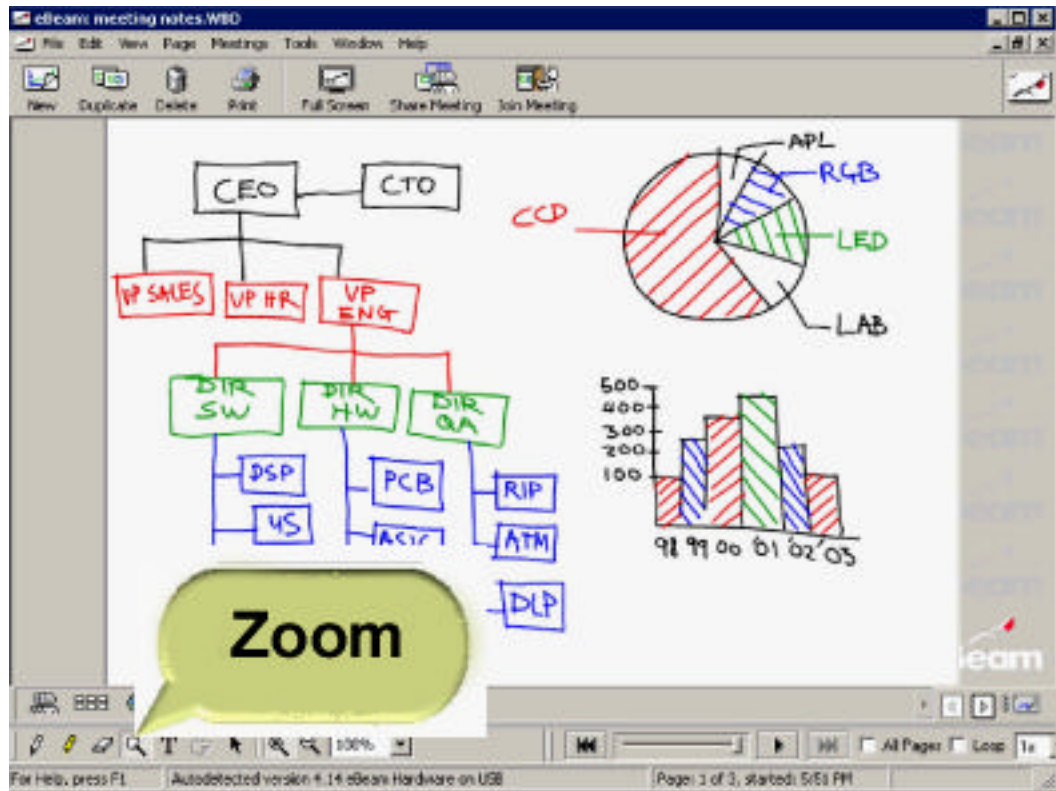 eBeam: meeting notes.WBD
File Edit View Page Meetings Tools Window Help
New Duplicate Delete Print Full Screen Share Meeting Join Meeting
CEO
CTO
VP SALES
VP HR
VP
ENG
DIR
SW
DIR
HW
DIR
QA
DSP
PCB
RIP
ATM
DLP
APL
RGB
CCD
LED
LAB
500
400
300
200
100
98 99 00 01 '02 '03
Zoom
eam
T
100%
All Pages Loop 1x
For Help, press F1 Autodetected version 4.14 eBeam Hardware on USB Page: 1 of 3, started: 5:51 PM